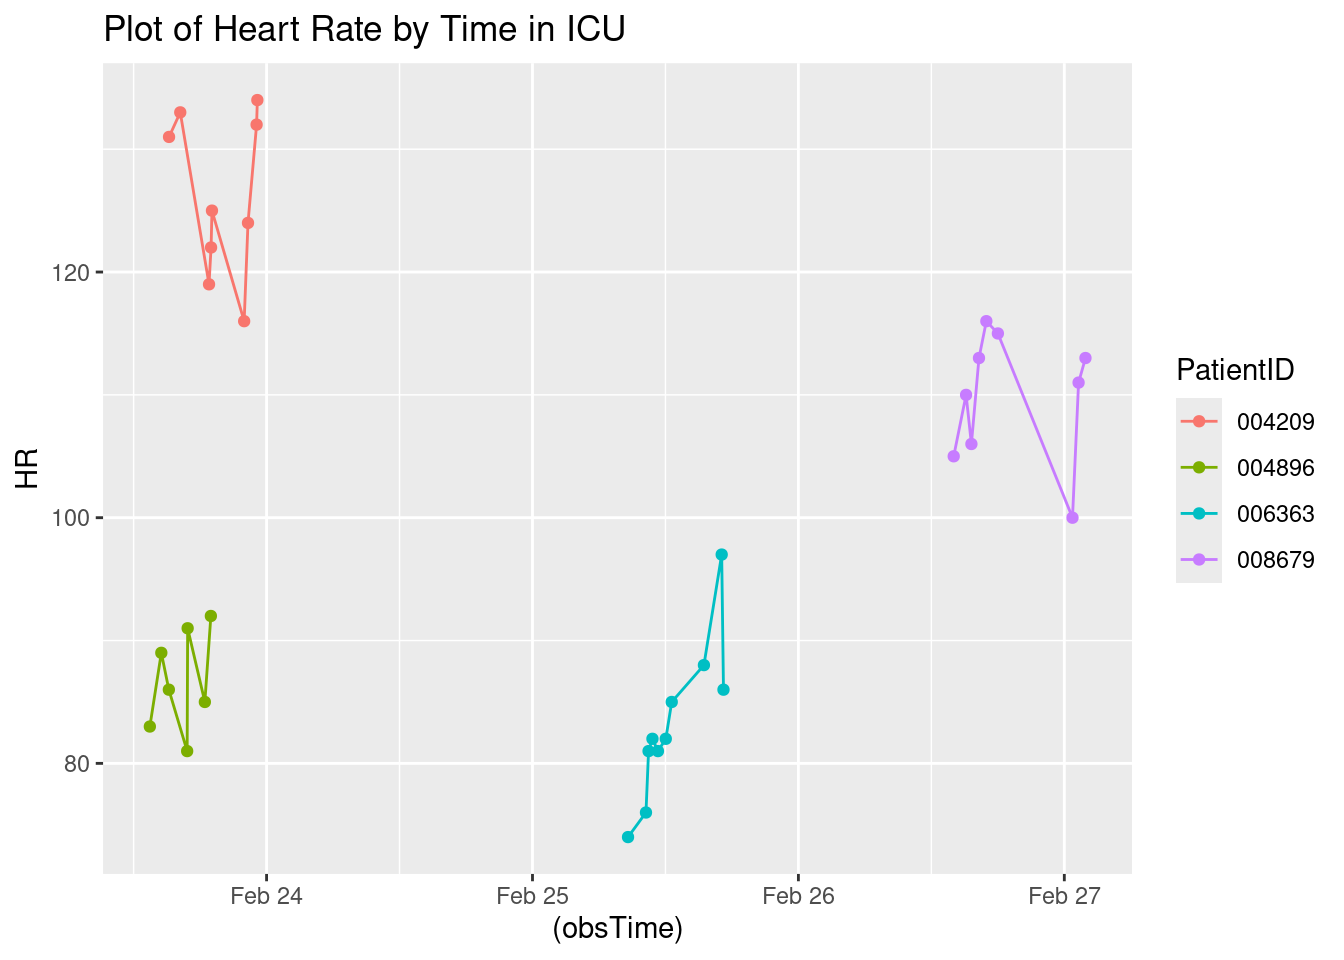 Plot of Heart Rate by Time in ICU
HR
120
100
80
Feb 24
Feb 25
Feb 26
Feb 27
(obsTime)
PatientID
004209
004896
006363
008679